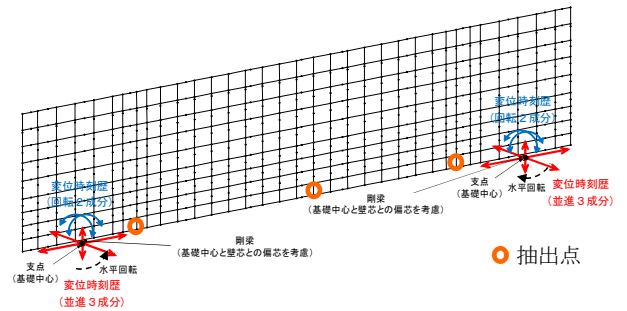 変位時刻歴
（回転２成分）
変位時刻歴
（回転２成分）
支点
（基礎中心）
水平回転
変位時刻歴
（並進３成分）
剛梁
（基礎中心と壁芯との偏芯を考慮）
剛梁
（基礎中心と壁芯との偏芯を考慮）
支点
（基礎中心）
水平回転
変位時刻歴
（並進３成分）
抽出点